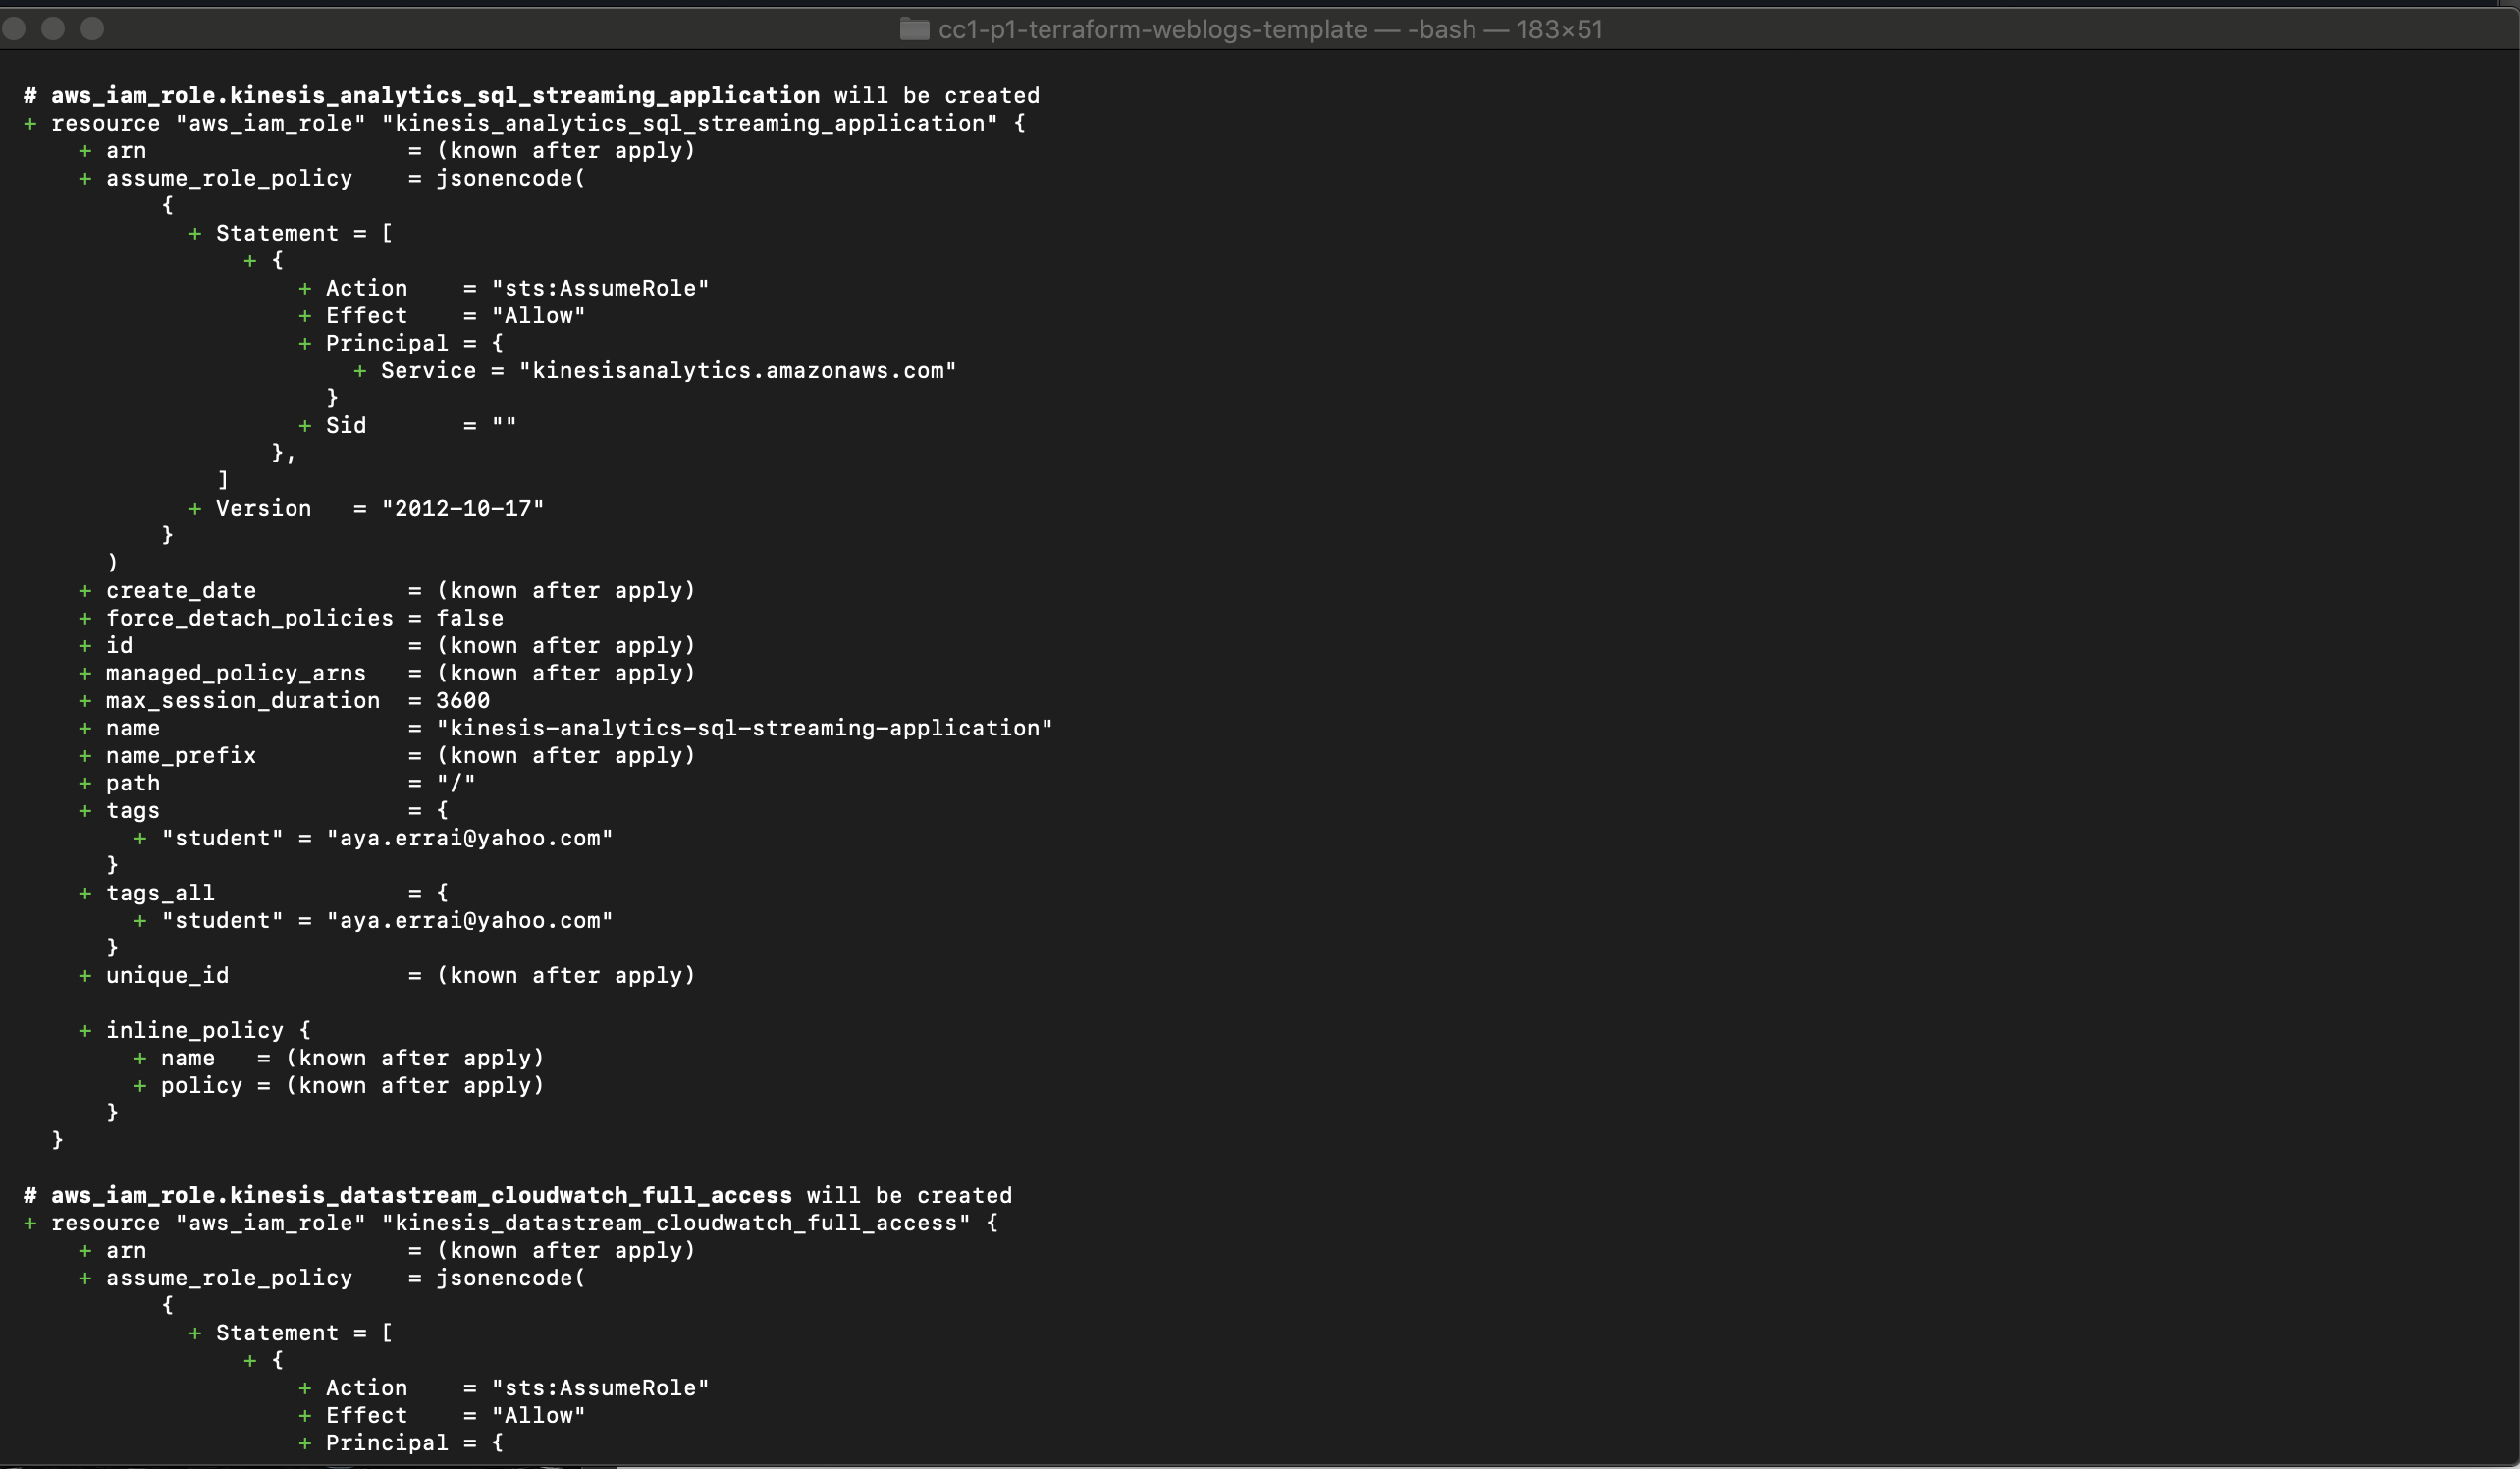 cc1-p1-terraform-weblogs-template — -bash — 183×51
# aws_iam_role.kinesis_analytics_sql_streaming_application will be created
+ resource "aws_iam_role" "kinesis_analytics_sql_streaming_application" {
    + arn                   = (known after apply)
    + assume_role_policy    = jsonencode(
          {
            + Statement = [
                + {
                    + Action    = "sts:AssumeRole"
                    + Effect    = "Allow"
                    + Principal = {
                        + Service = "kinesisanalytics.amazonaws.com"
                      }
                    + Sid       = ""
                  },
              ]
            + Version   = "2012-10-17"
          }
      )
    + create_date           = (known after apply)
    + force_detach_policies = false
    + id                    = (known after apply)
    + managed_policy_arns   = (known after apply)
    + max_session_duration  = 3600
    + name                  = "kinesis-analytics-sql-streaming-application"
    + name_prefix           = (known after apply)
    + path                  = "/"
    + tags                  = {
        + "student" = "aya.errai@yahoo.com"
      }
    + tags_all              = {
        + "student" = "aya.errai@yahoo.com"
      }
    + unique_id             = (known after apply)

    + inline_policy {
        + name   = (known after apply)
        + policy = (known after apply)
      }
  }

# aws_iam_role.kinesis_datastream_cloudwatch_full_access will be created
+ resource "aws_iam_role" "kinesis_datastream_cloudwatch_full_access" {
    + arn                   = (known after apply)
    + assume_role_policy    = jsonencode(
          {
            + Statement = [
                + {
                    + Action    = "sts:AssumeRole"
                    + Effect    = "Allow"
                    + Principal = {